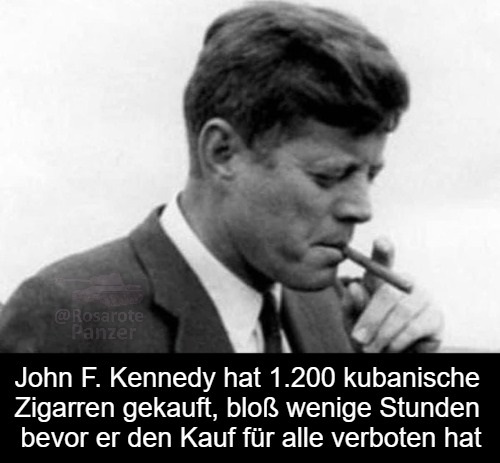 @Rosarote
Panzer
John F. Kennedy hat 1.200 kubanische
Zigarren gekauft, bloß wenige Stunden
bevor er den Kauf für alle verboten hat